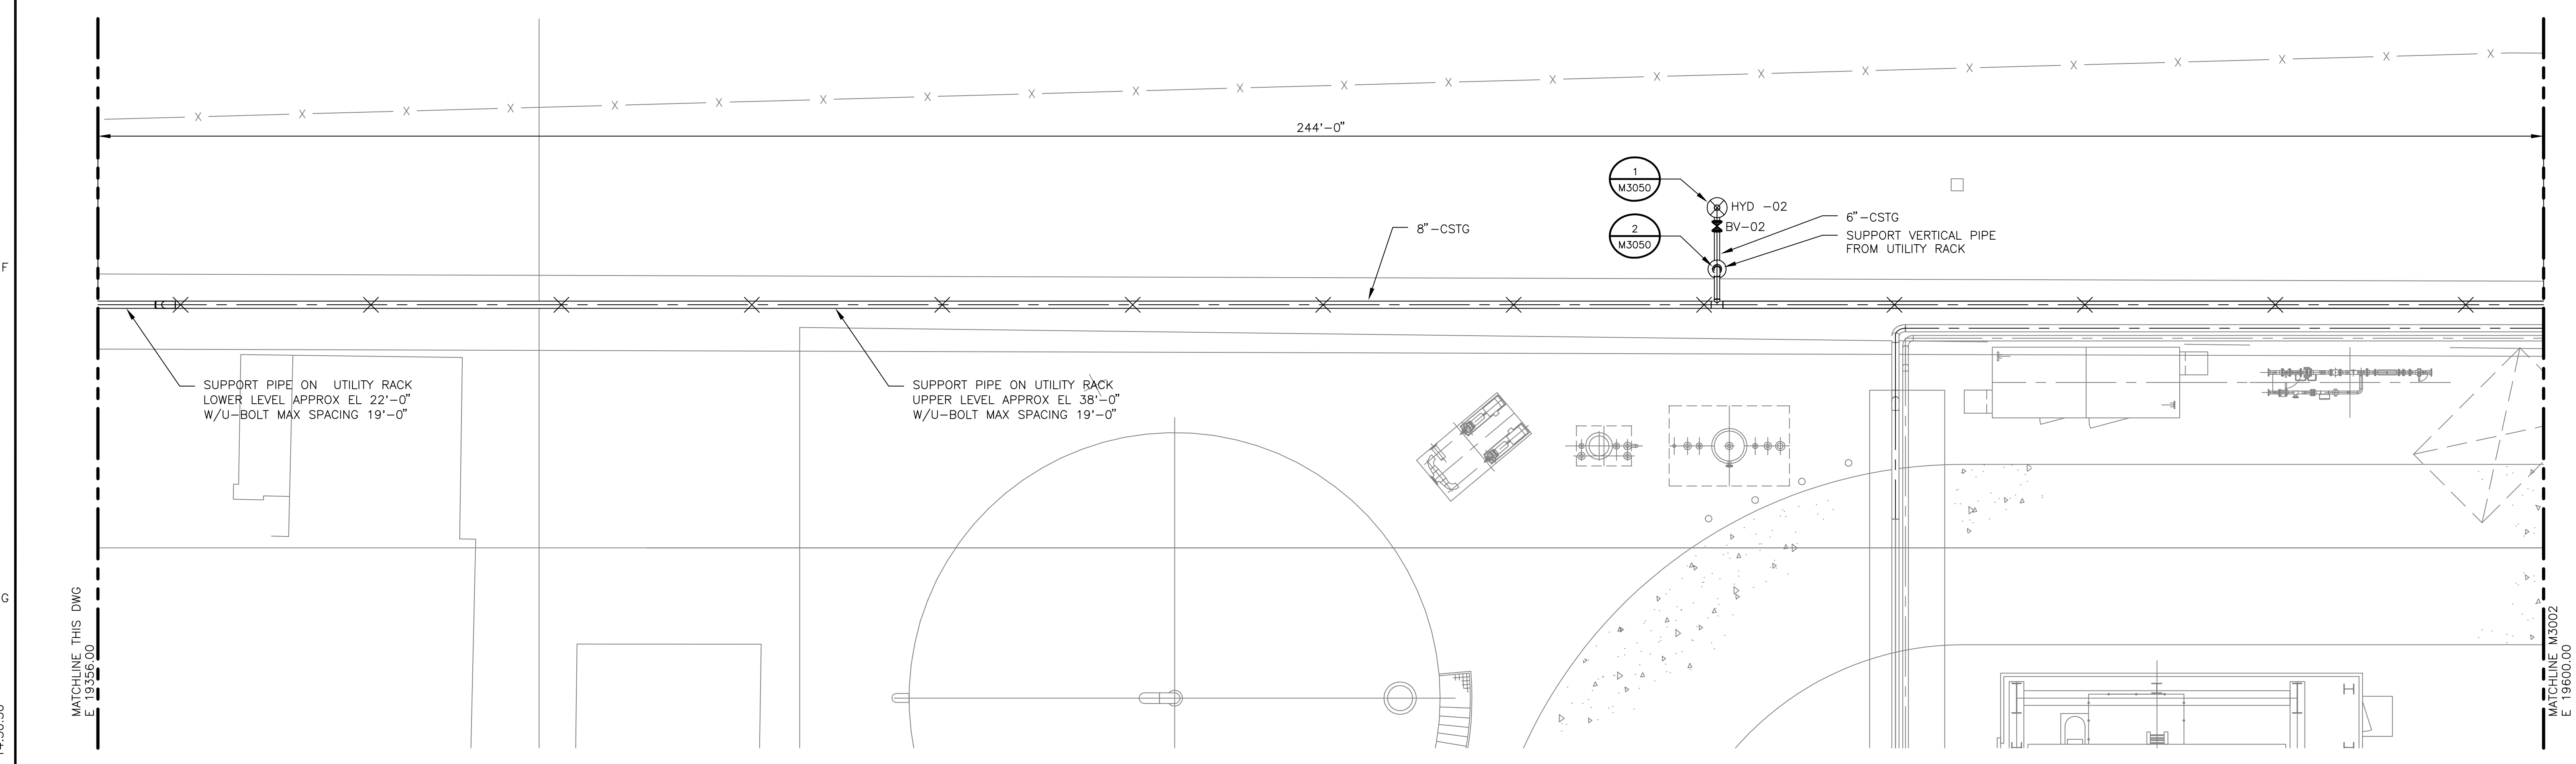 244'-0"
1
M3050
HYD -02
BV-02
2
M3050
6"-CSTG
SUPPORT VERTICAL PIPE
FROM UTILITY RACK
8"-CSTG
F
SUPPORT PIPE ON UTILITY RACK
LOWER LEVEL APPROX EL 22'-0"
W/U-BOLT MAX SPACING 19'-0"
SUPPORT PIPE ON UTILITY RACK
UPPER LEVEL APPROX EL 38'-0"
W/U-BOLT MAX SPACING 19'-0"
G
MATCHLINE THIS DWG
E 19356.00
MATCHLINE M3002
E 19600.00